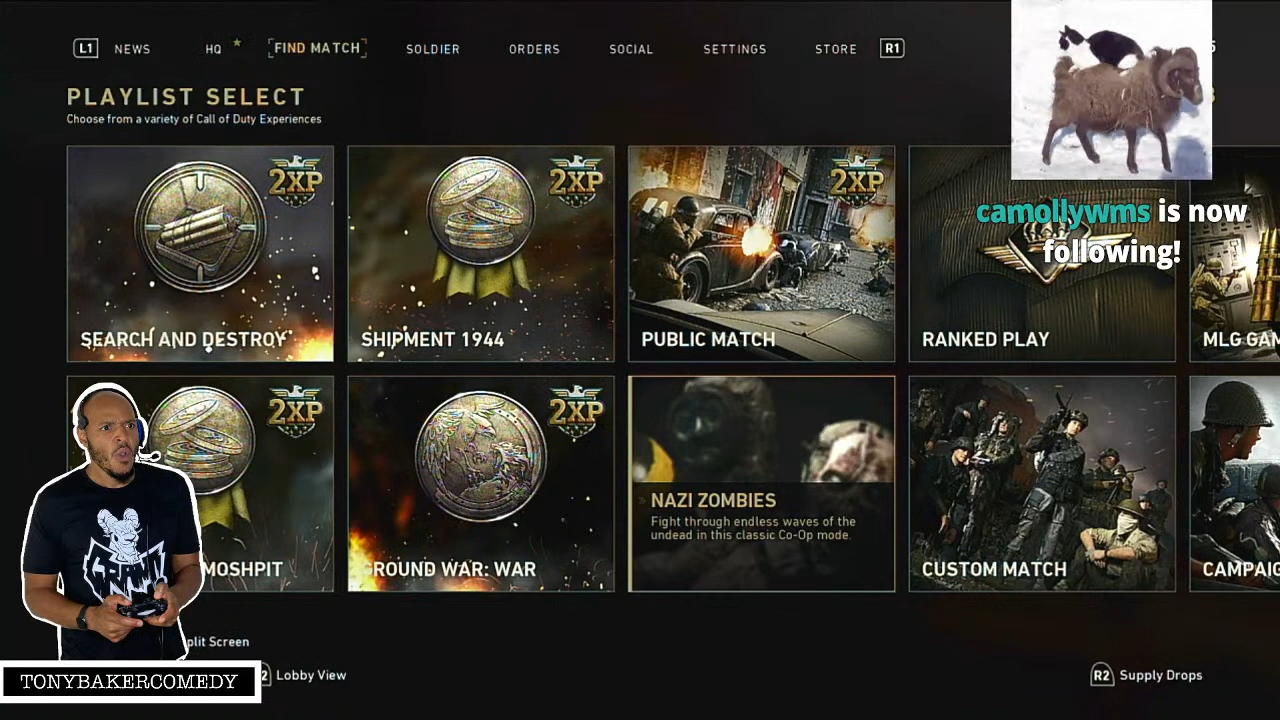 L1 NEWS HQ FIND MATCH SOLDIER ORDERS SOCIAL SETTINGS STORE R1
PLAYLIST SELECT
Choose from a variety of Call of Duty Experiences
2XP 2XP 2XP
camollywms is now
following!
SEARCH AND DESTROY SHIPMENT 1944 PUBLIC MATCH RANKED PLAY MLG GAM
2XP 2XP
NAZI ZOMBIES
Fight through endless waves of the
undead in this classic Co-Op mode.
MOSHPIT GROUND WAR: WAR CUSTOM MATCH CAMPAIG
plit Screen
Lobby View R2 Supply Drops
TONYBAKERCOMEDY